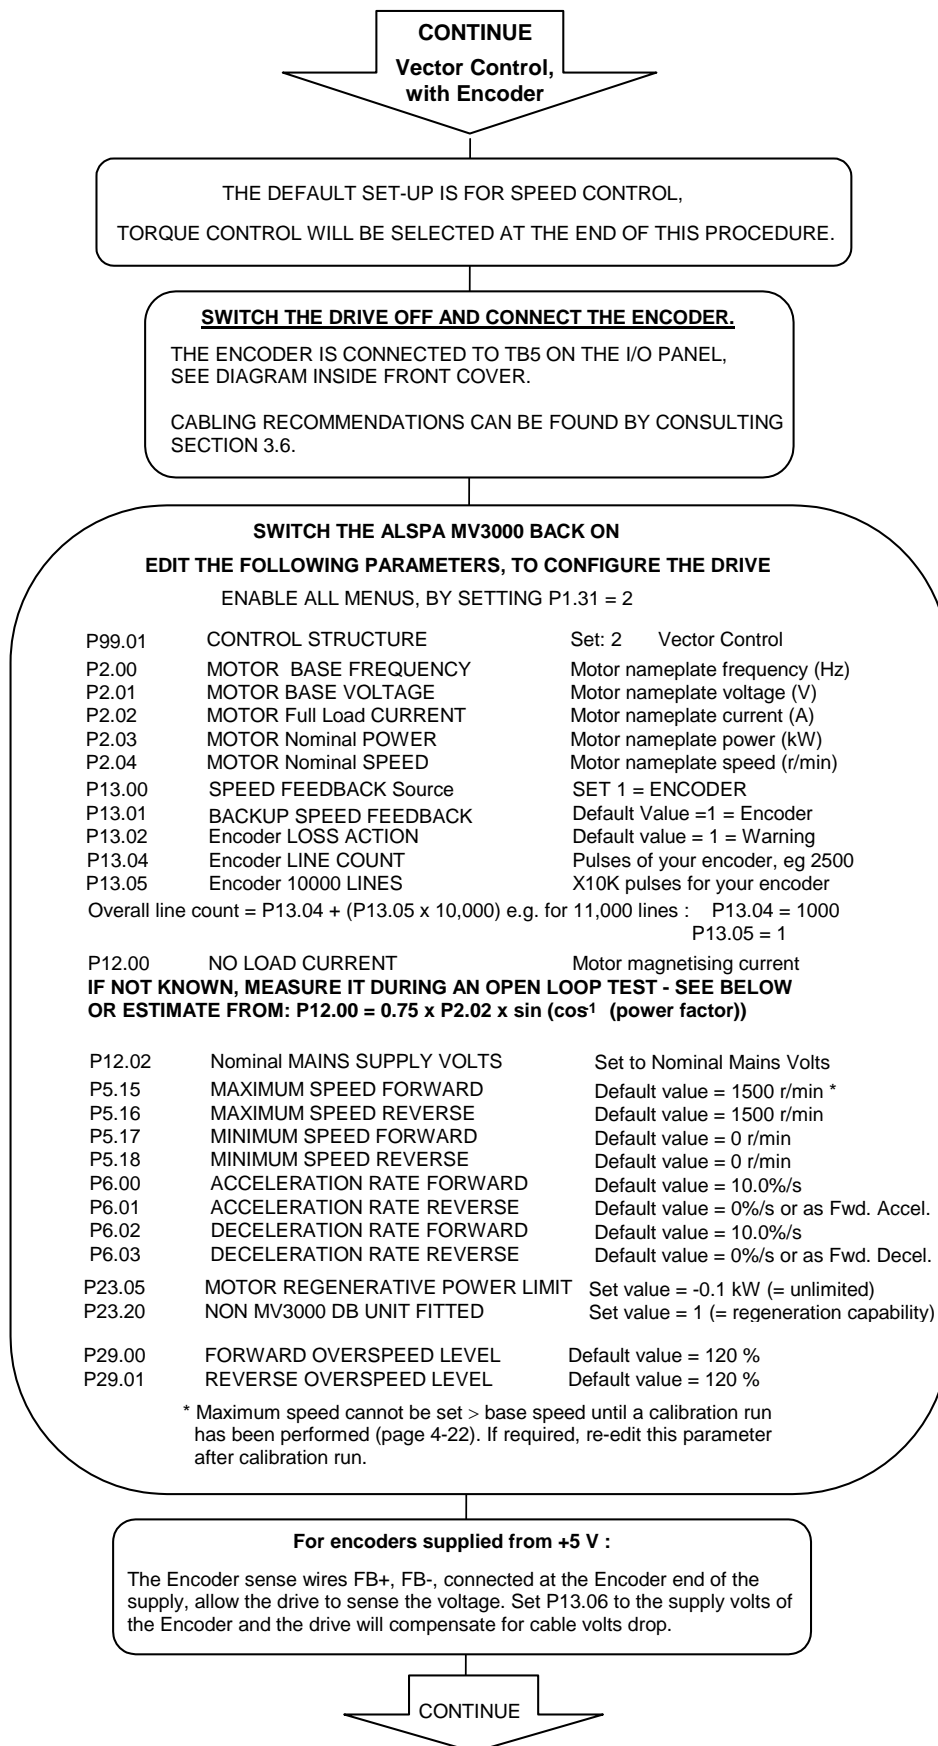 CONTINUE
Vector Control,
with Encoder
THE DEFAULT SET-UP IS FOR SPEED CONTROL,
TORQUE CONTROL WILL BE SELECTED AT THE END OF THIS PROCEDURE.
SWITCH THE DRIVE OFF AND CONNECT THE ENCODER.
THE ENCODER IS CONNECTED TO TB5 ON THE I/O PANEL,
SEE DIAGRAM INSIDE FRONT COVER.
CABLING RECOMMENDATIONS CAN BE FOUND BY CONSULTING
SECTION 3.6.
SWITCH THE ALSPA MV3000 BACK ON
EDIT THE FOLLOWING PARAMETERS, TO CONFIGURE THE DRIVE
ENABLE ALL MENUS, BY SETTING P1.31 = 2
P99.01 CONTROL STRUCTURE Set: 2 Vector Control
P2.00 MOTOR BASE FREQUENCY Motor nameplate frequency (Hz)
P2.01 MOTOR BASE VOLTAGE Motor nameplate voltage (V)
P2.02 MOTOR Full Load CURRENT Motor nameplate current (A)
P2.03 MOTOR Nominal POWER Motor nameplate power (kW)
P2.04 MOTOR Nominal SPEED Motor nameplate speed (r/min)
P13.00 SPEED FEEDBACK Source SET 1 = ENCODER
P13.01 BACKUP SPEED FEEDBACK Default Value =1 = Encoder
P13.02 Encoder LOSS ACTION Default value = 1 = Warning
P13.04 Encoder LINE COUNT Pulses of your encoder, eg 2500
P13.05 Encoder 10000 LINES X10K pulses for your encoder
Overall line count = P13.04 + (P13.05 x 10,000) e.g. for 11,000 lines : P13.04 = 1000
P13.05 = 1
P12.00 NO LOAD CURRENT Motor magnetising current
IF NOT KNOWN, MEASURE IT DURING AN OPEN LOOP TEST - SEE BELOW
OR ESTIMATE FROM: P12.00 = 0.75 x P2.02 x sin (cos-1 (power factor))
P12.02 Nominal MAINS SUPPLY VOLTS Set to Nominal Mains Volts
P5.15 MAXIMUM SPEED FORWARD Default value = 1500 r/min *
P5.16 MAXIMUM SPEED REVERSE Default value = 1500 r/min
P5.17 MINIMUM SPEED FORWARD Default value = 0 r/min
P5.18 MINIMUM SPEED REVERSE Default value = 0 r/min
P6.00 ACCELERATION RATE FORWARD Default value = 10.0%/s
P6.01 ACCELERATION RATE REVERSE Default value = 0%/s or as Fwd. Accel.
P6.02 DECELERATION RATE FORWARD Default value = 10.0%/s
P6.03 DECELERATION RATE REVERSE Default value = 0%/s or as Fwd. Decel.
P23.05 MOTOR REGENERATIVE POWER LIMIT Set value = -0.1 kW (= unlimited)
P23.20 NON MV3000 DB UNIT FITTED Set value = 1 (= regeneration capability)
P29.00 FORWARD OVERSPEED LEVEL Default value = 120 %
P29.01 REVERSE OVERSPEED LEVEL Default value = 120 %
* Maximum speed cannot be set > base speed until a calibration run
has been performed (page 4-22). If required, re-edit this parameter
after calibration run.
For encoders supplied from +5 V :
The Encoder sense wires FB+, FB-, connected at the Encoder end of the
supply, allow the drive to sense the voltage. Set P13.06 to the supply volts of
the Encoder and the drive will compensate for cable volts drop.
CONTINUE